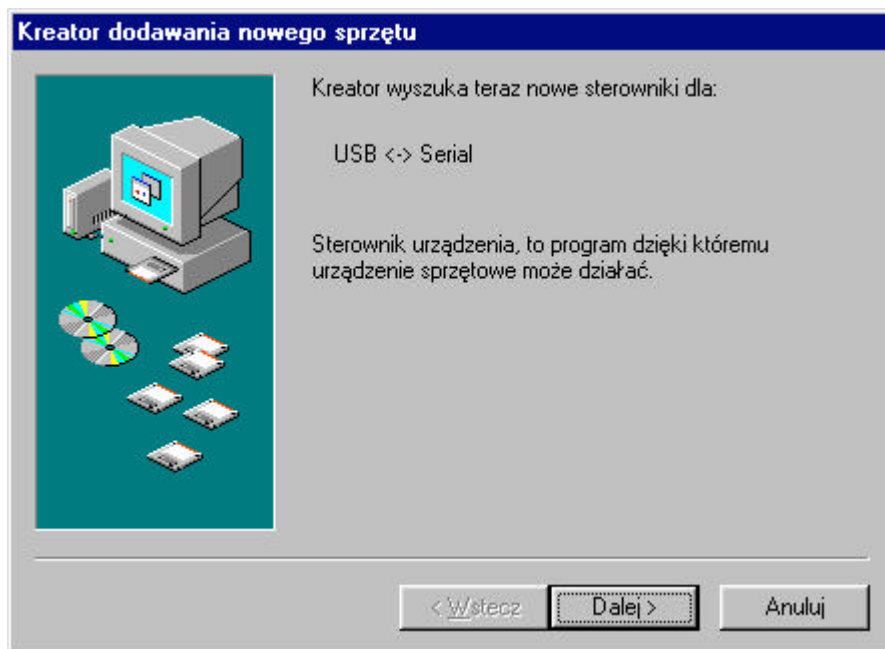 Kreator dodawania nowego sprzętu
Kreator wyszuka teraz nowe sterowniki dla:
USB <-> Serial
Sterownik urządzenia, to program dzięki któremu
urządzenie sprzętowe może działać.
< Wstecz
Dalej >
Anuluj